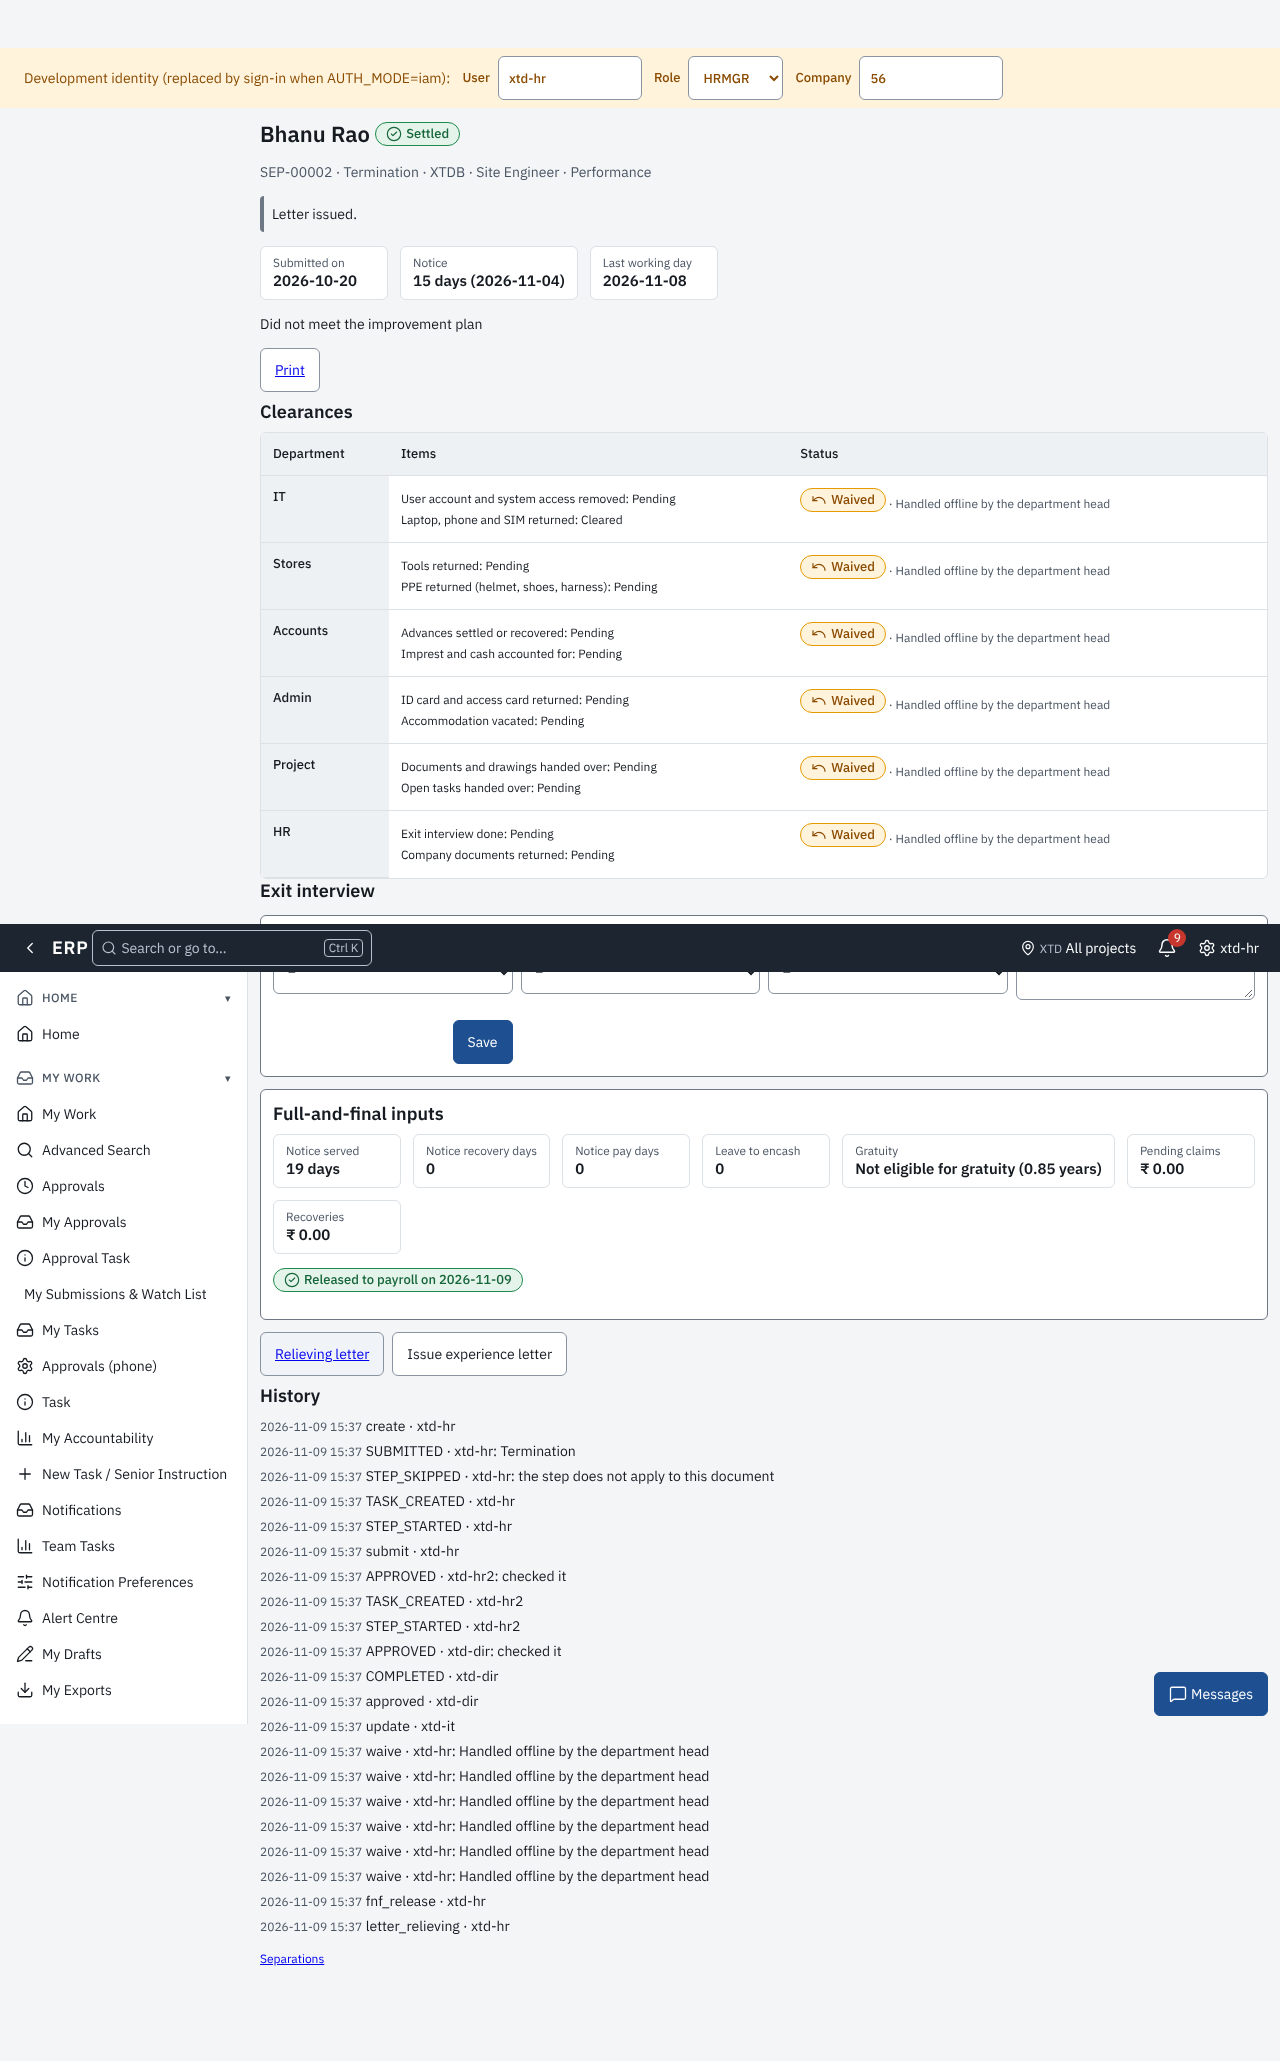 Development identity (replaced by sign-in when AUTH_MODE=iam): User xtd-hr Role HRMGR Company 56
Bhanu Rao Settled
SEP-00002 · Termination · XTDB · Site Engineer · Performance
Letter issued.
Submitted on
2026-10-20
Notice
15 days (2026-11-04)
Last working day
2026-11-08
Did not meet the improvement plan
Print
Clearances
Department Items Status
IT
User account and system access removed: Pending
Laptop, phone and SIM returned: Cleared
Waived · Handled offline by the department head
Stores
Tools returned: Pending
PPE returned (helmet, shoes, harness): Pending
Waived · Handled offline by the department head
Accounts
Advances settled or recovered: Pending
Imprest and cash accounted for: Pending
Waived · Handled offline by the department head
Admin
ID card and access card returned: Pending
Accommodation vacated: Pending
Waived · Handled offline by the department head
Project
Documents and drawings handed over: Pending
Open tasks handed over: Pending
Waived · Handled offline by the department head
HR
Exit interview done: Pending
Company documents returned: Pending
Waived · Handled offline by the department head
Exit interview
ERP Search or go to... Ctrl K XTD All projects 9 xtd-hr
HOME
Home
MY WORK
My Work
Advanced Search
Approvals
My Approvals
Approval Task
My Submissions & Watch List
My Tasks
Approvals (phone)
Task
My Accountability
New Task / Senior Instruction
Notifications
Team Tasks
Notification Preferences
Alert Centre
My Drafts
My Exports
Save
Full-and-final inputs
Notice served
19 days
Notice recovery days
0
Notice pay days
0
Leave to encash
0
Gratuity
Not eligible for gratuity (0.85 years)
Pending claims
₹ 0.00
Recoveries
₹ 0.00
Released to payroll on 2026-11-09
Relieving letter Issue experience letter
History
2026-11-09 15:37 create · xtd-hr
2026-11-09 15:37 SUBMITTED · xtd-hr: Termination
2026-11-09 15:37 STEP_SKIPPED · xtd-hr: the step does not apply to this document
2026-11-09 15:37 TASK_CREATED · xtd-hr
2026-11-09 15:37 STEP_STARTED · xtd-hr
2026-11-09 15:37 submit · xtd-hr
2026-11-09 15:37 APPROVED · xtd-hr2: checked it
2026-11-09 15:37 TASK_CREATED · xtd-hr2
2026-11-09 15:37 STEP_STARTED · xtd-hr2
2026-11-09 15:37 APPROVED · xtd-dir: checked it
2026-11-09 15:37 COMPLETED · xtd-dir
2026-11-09 15:37 approved · xtd-dir
2026-11-09 15:37 update · xtd-it
2026-11-09 15:37 waive · xtd-hr: Handled offline by the department head
2026-11-09 15:37 waive · xtd-hr: Handled offline by the department head
2026-11-09 15:37 waive · xtd-hr: Handled offline by the department head
2026-11-09 15:37 waive · xtd-hr: Handled offline by the department head
2026-11-09 15:37 waive · xtd-hr: Handled offline by the department head
2026-11-09 15:37 waive · xtd-hr: Handled offline by the department head
2026-11-09 15:37 fnf_release · xtd-hr
2026-11-09 15:37 letter_relieving · xtd-hr
Separations
Messages